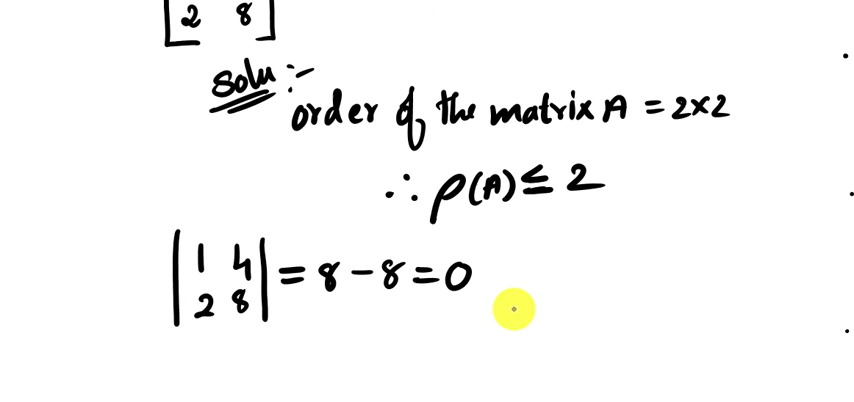 2 8
Solu :-
order of the matrix A = 2×2
∴ ρ(A) ≤ 2
| 1 4 |
| 2 8 | = 8 - 8 = 0